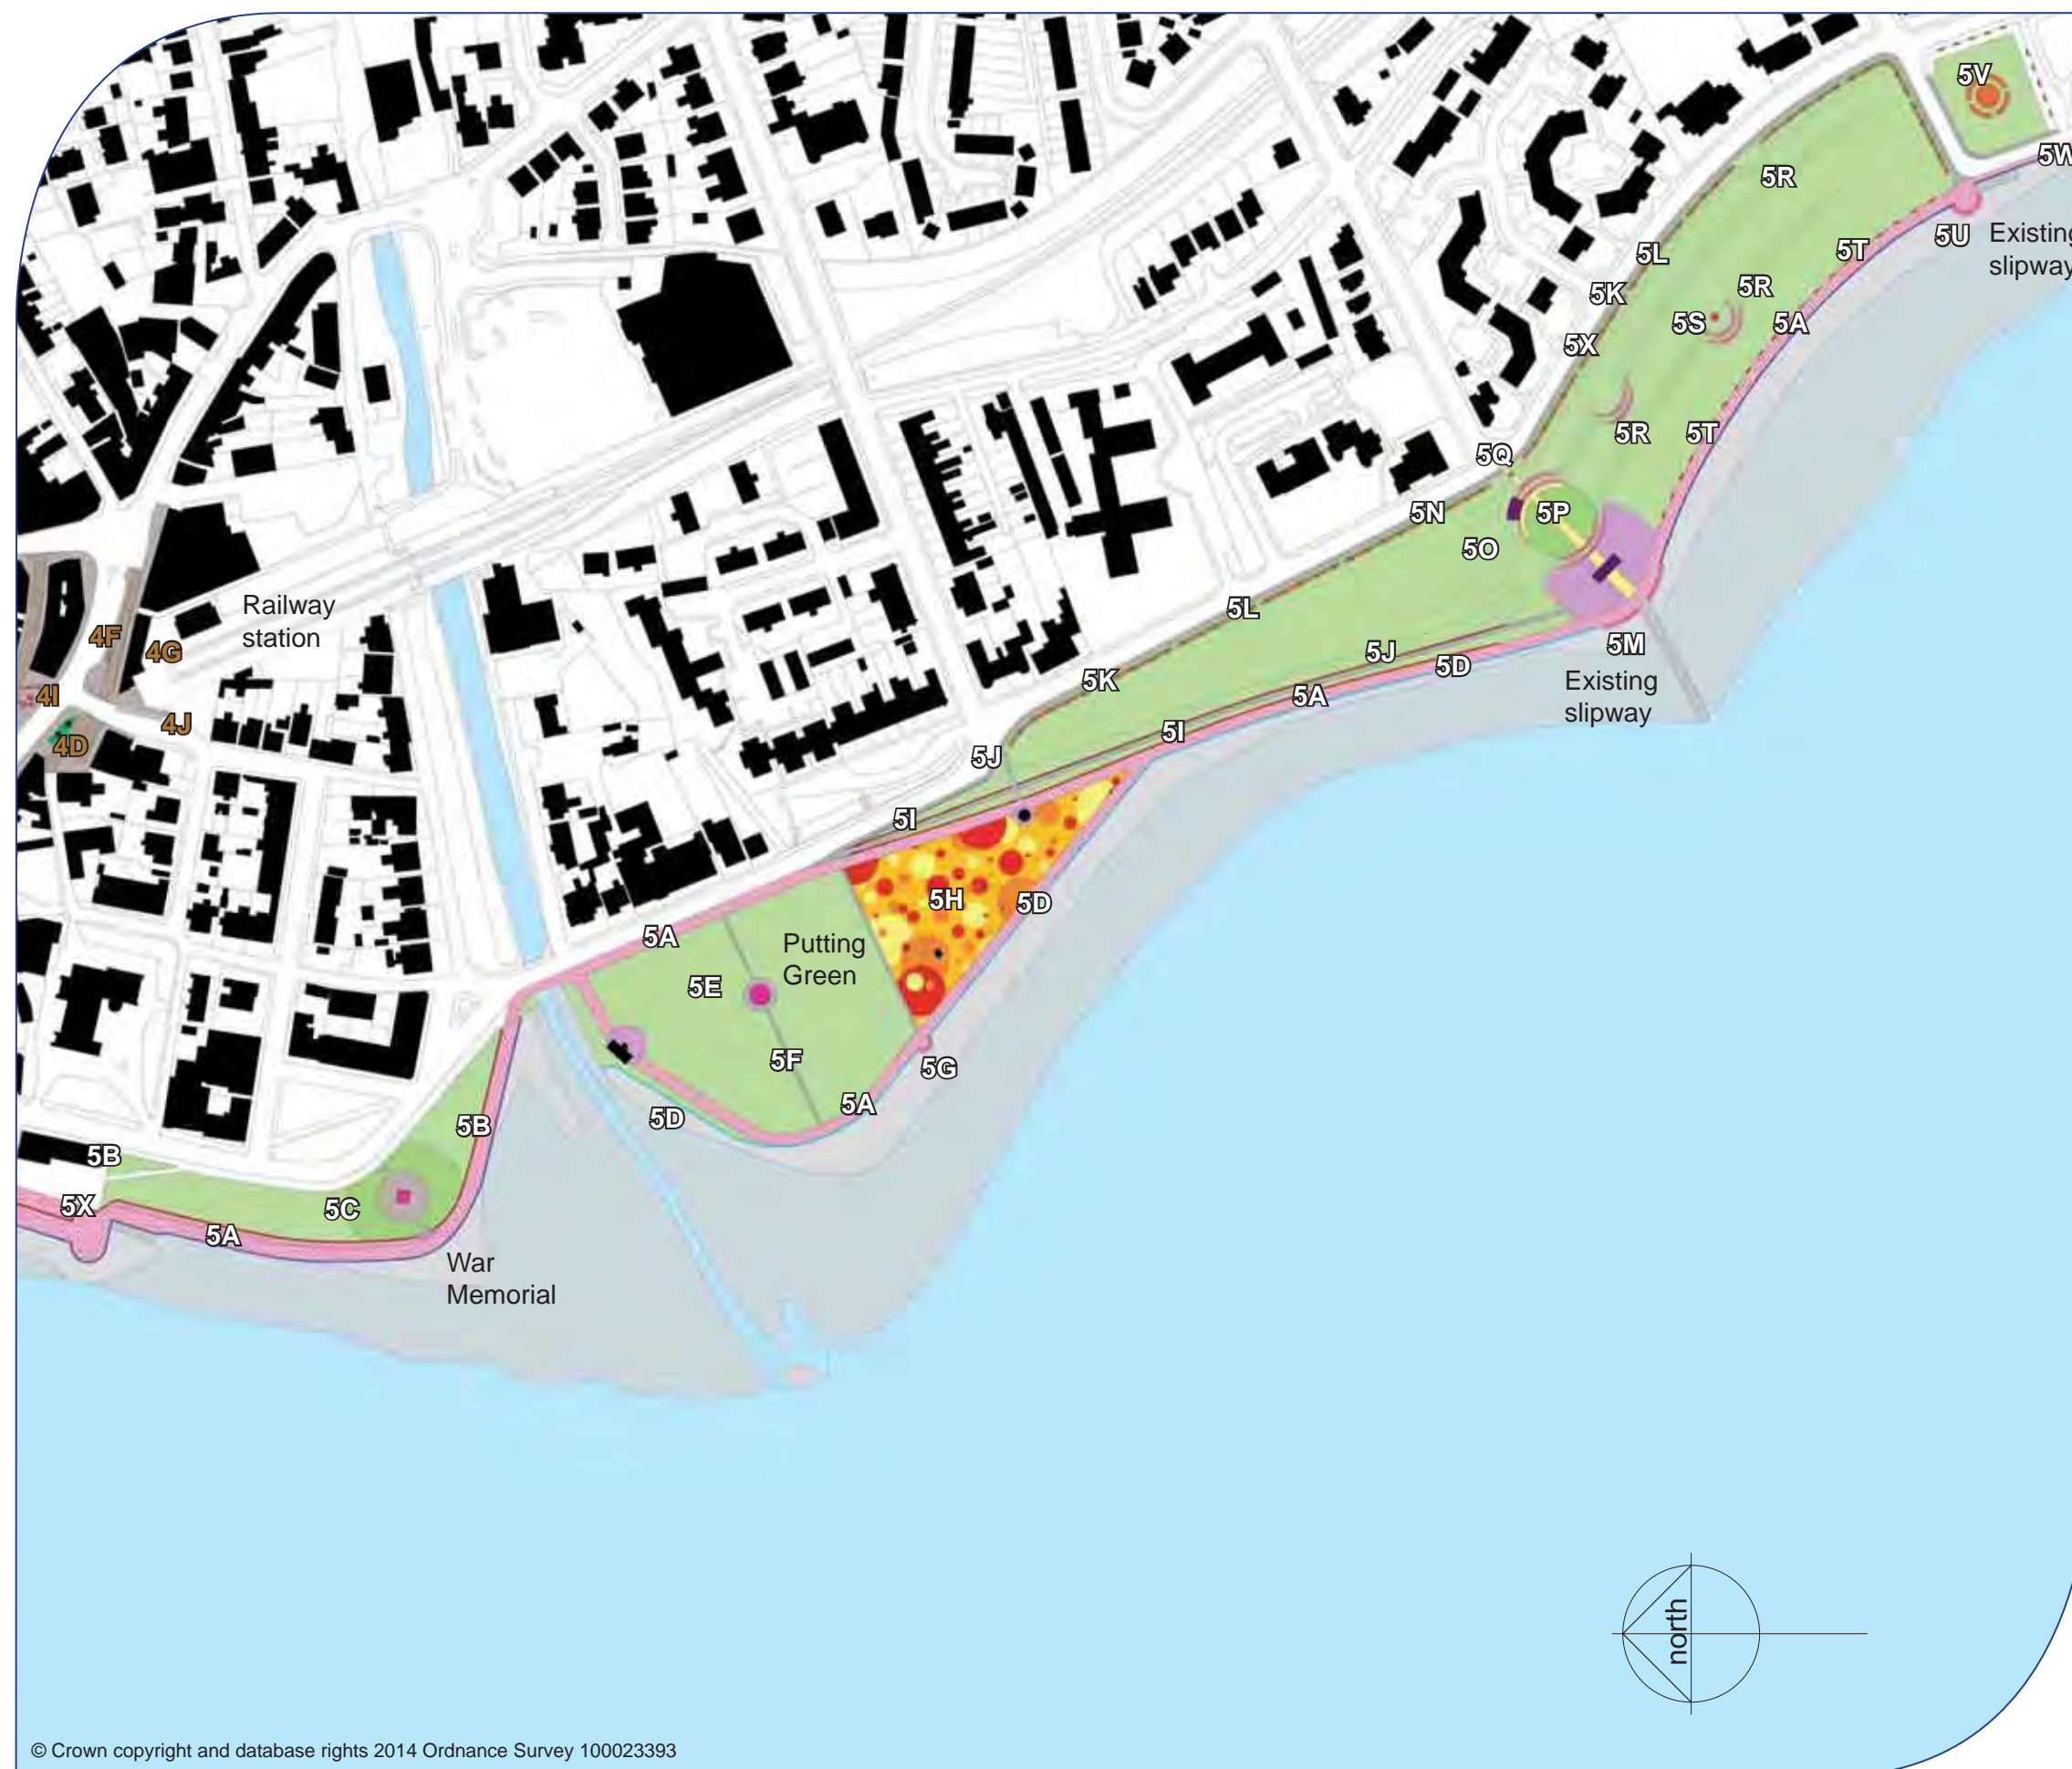 5V
5W
5R
5U
Existing
slipway
5T
5L
5R
5K
5S
5A
5X
5R
5T
5Q
5N
5P
5O
Railway
station
5L
4F
4G
5M
5J
5D
Existing
slipway
5K
5A
4I
4J
4D
5I
5J
5I
5H
5D
5A
Putting
Green
5E
5F
5G
5A
5D
5B
5B
5X
5C
5A
War
Memorial
north
© Crown copyright and database rights 2014 Ordnance Survey 100023393